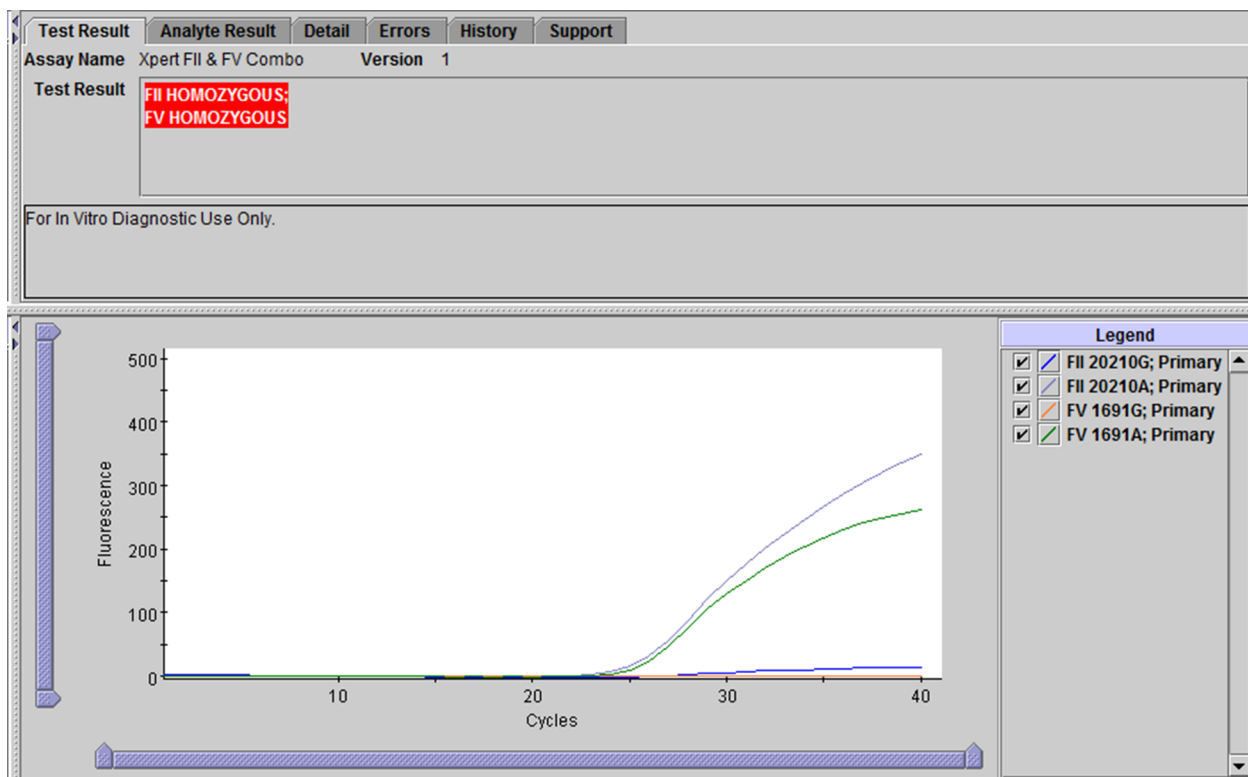 Test Result Analyte Result Detail Errors History Support
Assay Name Xpert FII & FV Combo Version 1
Test Result FII HOMOZYGOUS;
FV HOMOZYGOUS
For In Vitro Diagnostic Use Only.
500
400
300
200
100
0
Fluorescence
10 20 30 40
Cycles
Legend
FII 20210G; Primary
FII 20210A; Primary
FV 1691G; Primary
FV 1691A; Primary